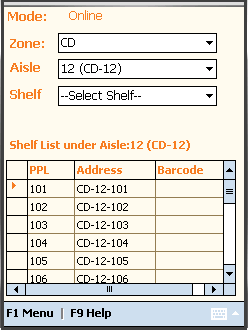 Mode: Online
Zone: CD
Aisle 12 (CD-12)
Shelf --Select Shelf--
Shelf List under Aisle:12 (CD-12)
PPL Address Barcode
101 CD-12-101
102 CD-12-102
103 CD-12-103
104 CD-12-104
105 CD-12-105
106 CD-12-106
F1 Menu | F9 Help